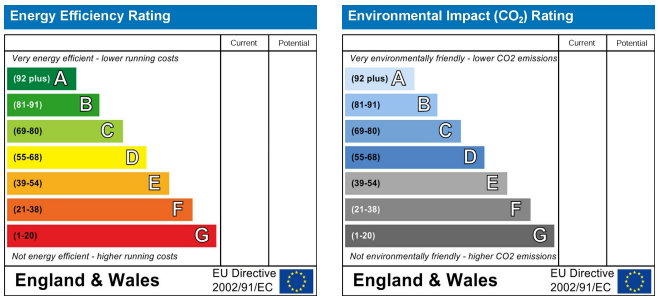 Energy Efficiency Rating
Current Potential
Very energy efficient - lower running costs
(92 plus) A
(81-91) B
(69-80) C
(55-68) D
(39-54) E
(21-38) F
(1-20) G
Not energy efficient - higher running costs
England & Wales
EU Directive
2002/91/EC
Environmental Impact (CO₂) Rating
Current Potential
Very environmentally friendly - lower CO2 emissions
(92 plus) A
(81-91) B
(69-80) C
(55-68) D
(39-54) E
(21-38) F
(1-20) G
Not environmentally friendly - higher CO2 emissions
England & Wales
EU Directive
2002/91/EC